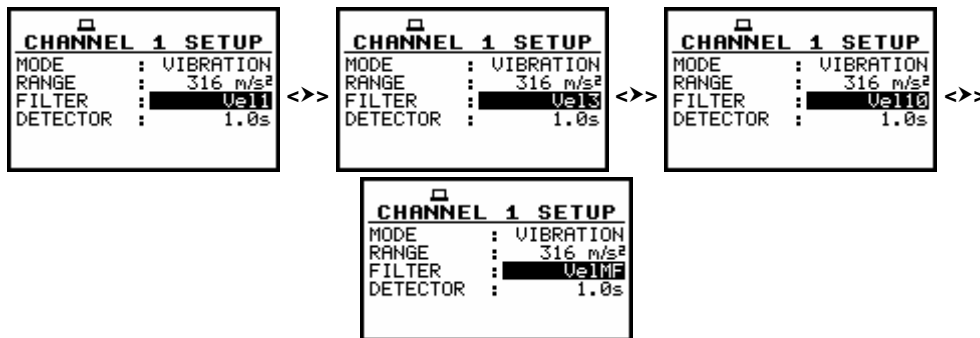 CHANNEL 1 SETUP
MODE : VIBRATION
RANGE : 316 m/s²
FILTER : Vel1
DETECTOR : 1.0s
<➤>
CHANNEL 1 SETUP
MODE : VIBRATION
RANGE : 316 m/s²
FILTER : Vel3
DETECTOR : 1.0s
<➤>
CHANNEL 1 SETUP
MODE : VIBRATION
RANGE : 316 m/s²
FILTER : Vel10
DETECTOR : 1.0s
<➤>
CHANNEL 1 SETUP
MODE : VIBRATION
RANGE : 316 m/s²
FILTER : VelMF
DETECTOR : 1.0s